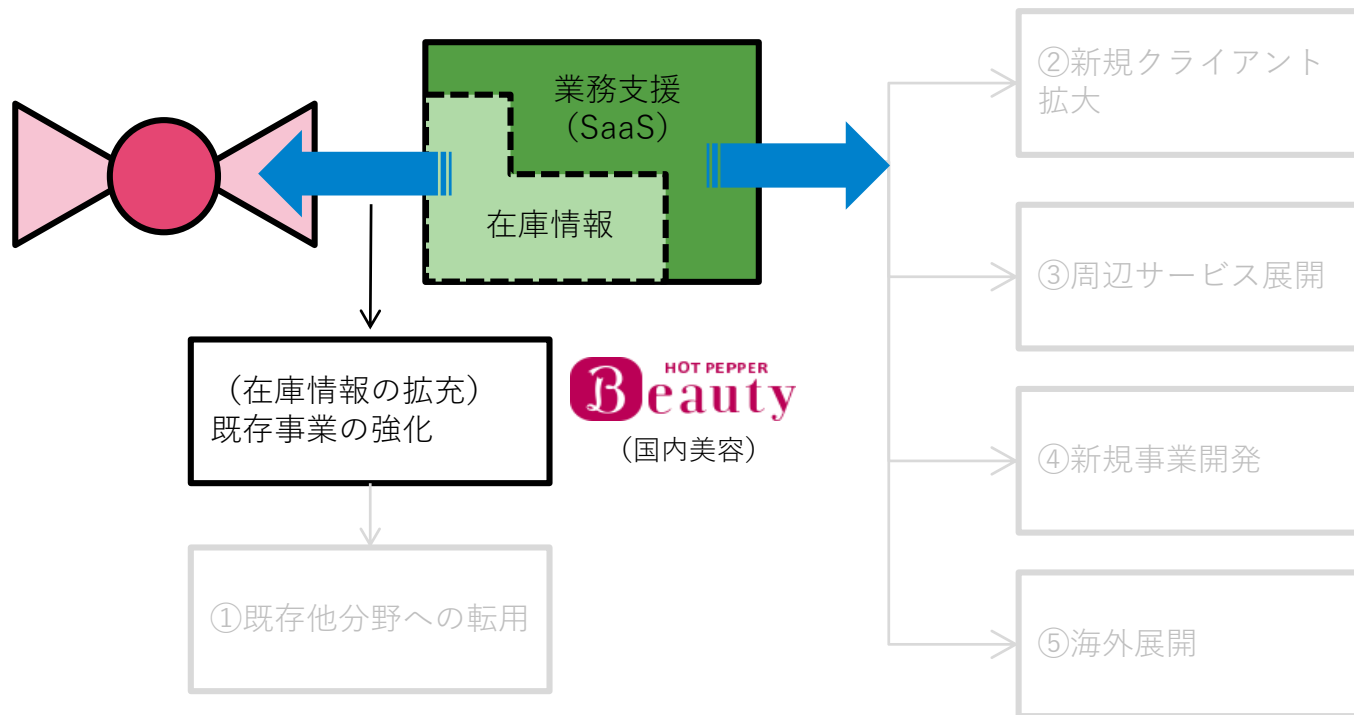 業務支援
（SaaS）
在庫情報
（在庫情報の拡充）
既存事業の強化
HOT PEPPER
Beauty
（国内美容）
①既存他分野への転用
②新規クライアント
拡大
③周辺サービス展開
④新規事業開発
⑤海外展開